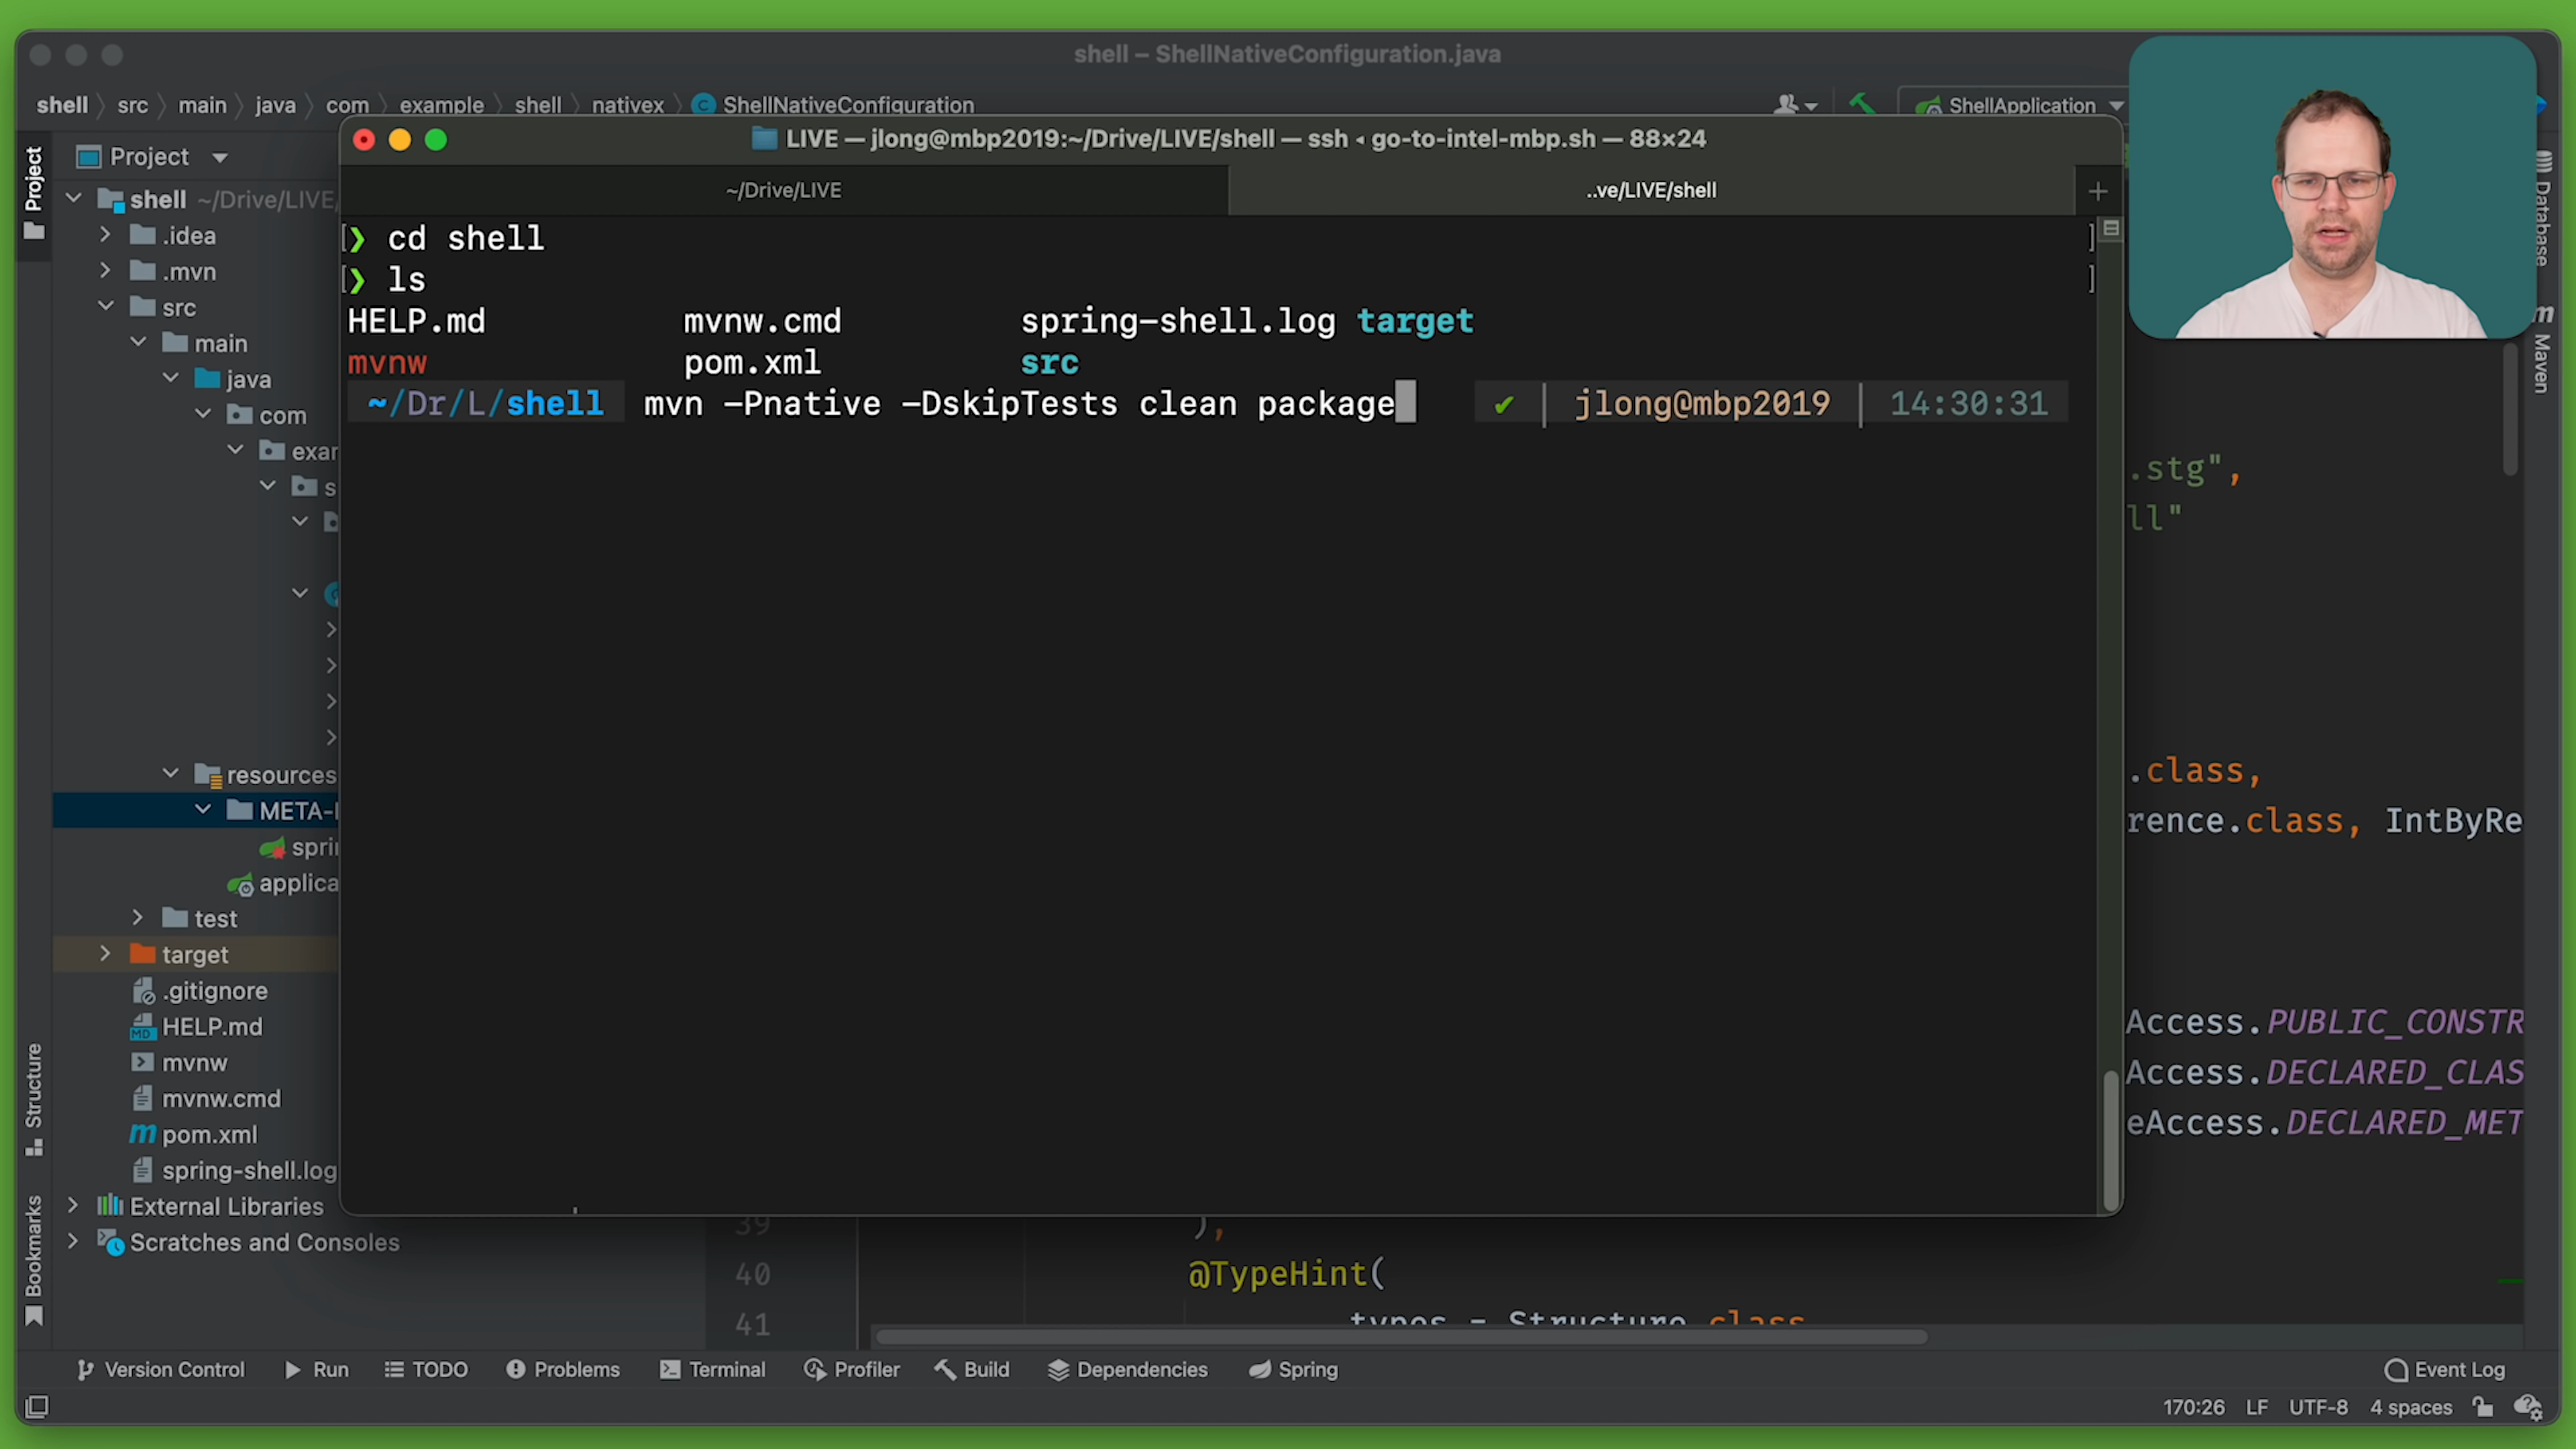 shell – ShellNativeConfiguration.java
shell src main java com example shell nativex ShellNativeConfiguration
ShellApplication
LIVE — jlong@mbp2019:~/Drive/LIVE/shell — ssh ◂ go-to-intel-mbp.sh — 88×24
~/Drive/LIVE
..ve/LIVE/shell
❯ cd shell
❯ ls
HELP.md mvnw.cmd spring-shell.log target
mvnw pom.xml src
~/Dr/L/shell mvn -Pnative -DskipTests clean package ✔ | jlong@mbp2019 | 14:30:31
Project
Project
shell ~/Drive/LIVE/
.idea
.mvn
src
main
java
com
exam
s
resources
META-I
sprin
applica
test
target
.gitignore
HELP.md
mvnw
mvnw.cmd
pom.xml
spring-shell.log
External Libraries
Scratches and Consoles
Structure
Bookmarks
Database
Maven
.stg",
ll"
.class,
rence.class, IntByRe
Access.PUBLIC_CONSTR
Access.DECLARED_CLAS
eAccess.DECLARED_MET
39 ),
40 @TypeHint(
41 types = Structure.class
Version Control Run TODO Problems Terminal Profiler Build Dependencies Spring Event Log
170:26 LF UTF-8 4 spaces